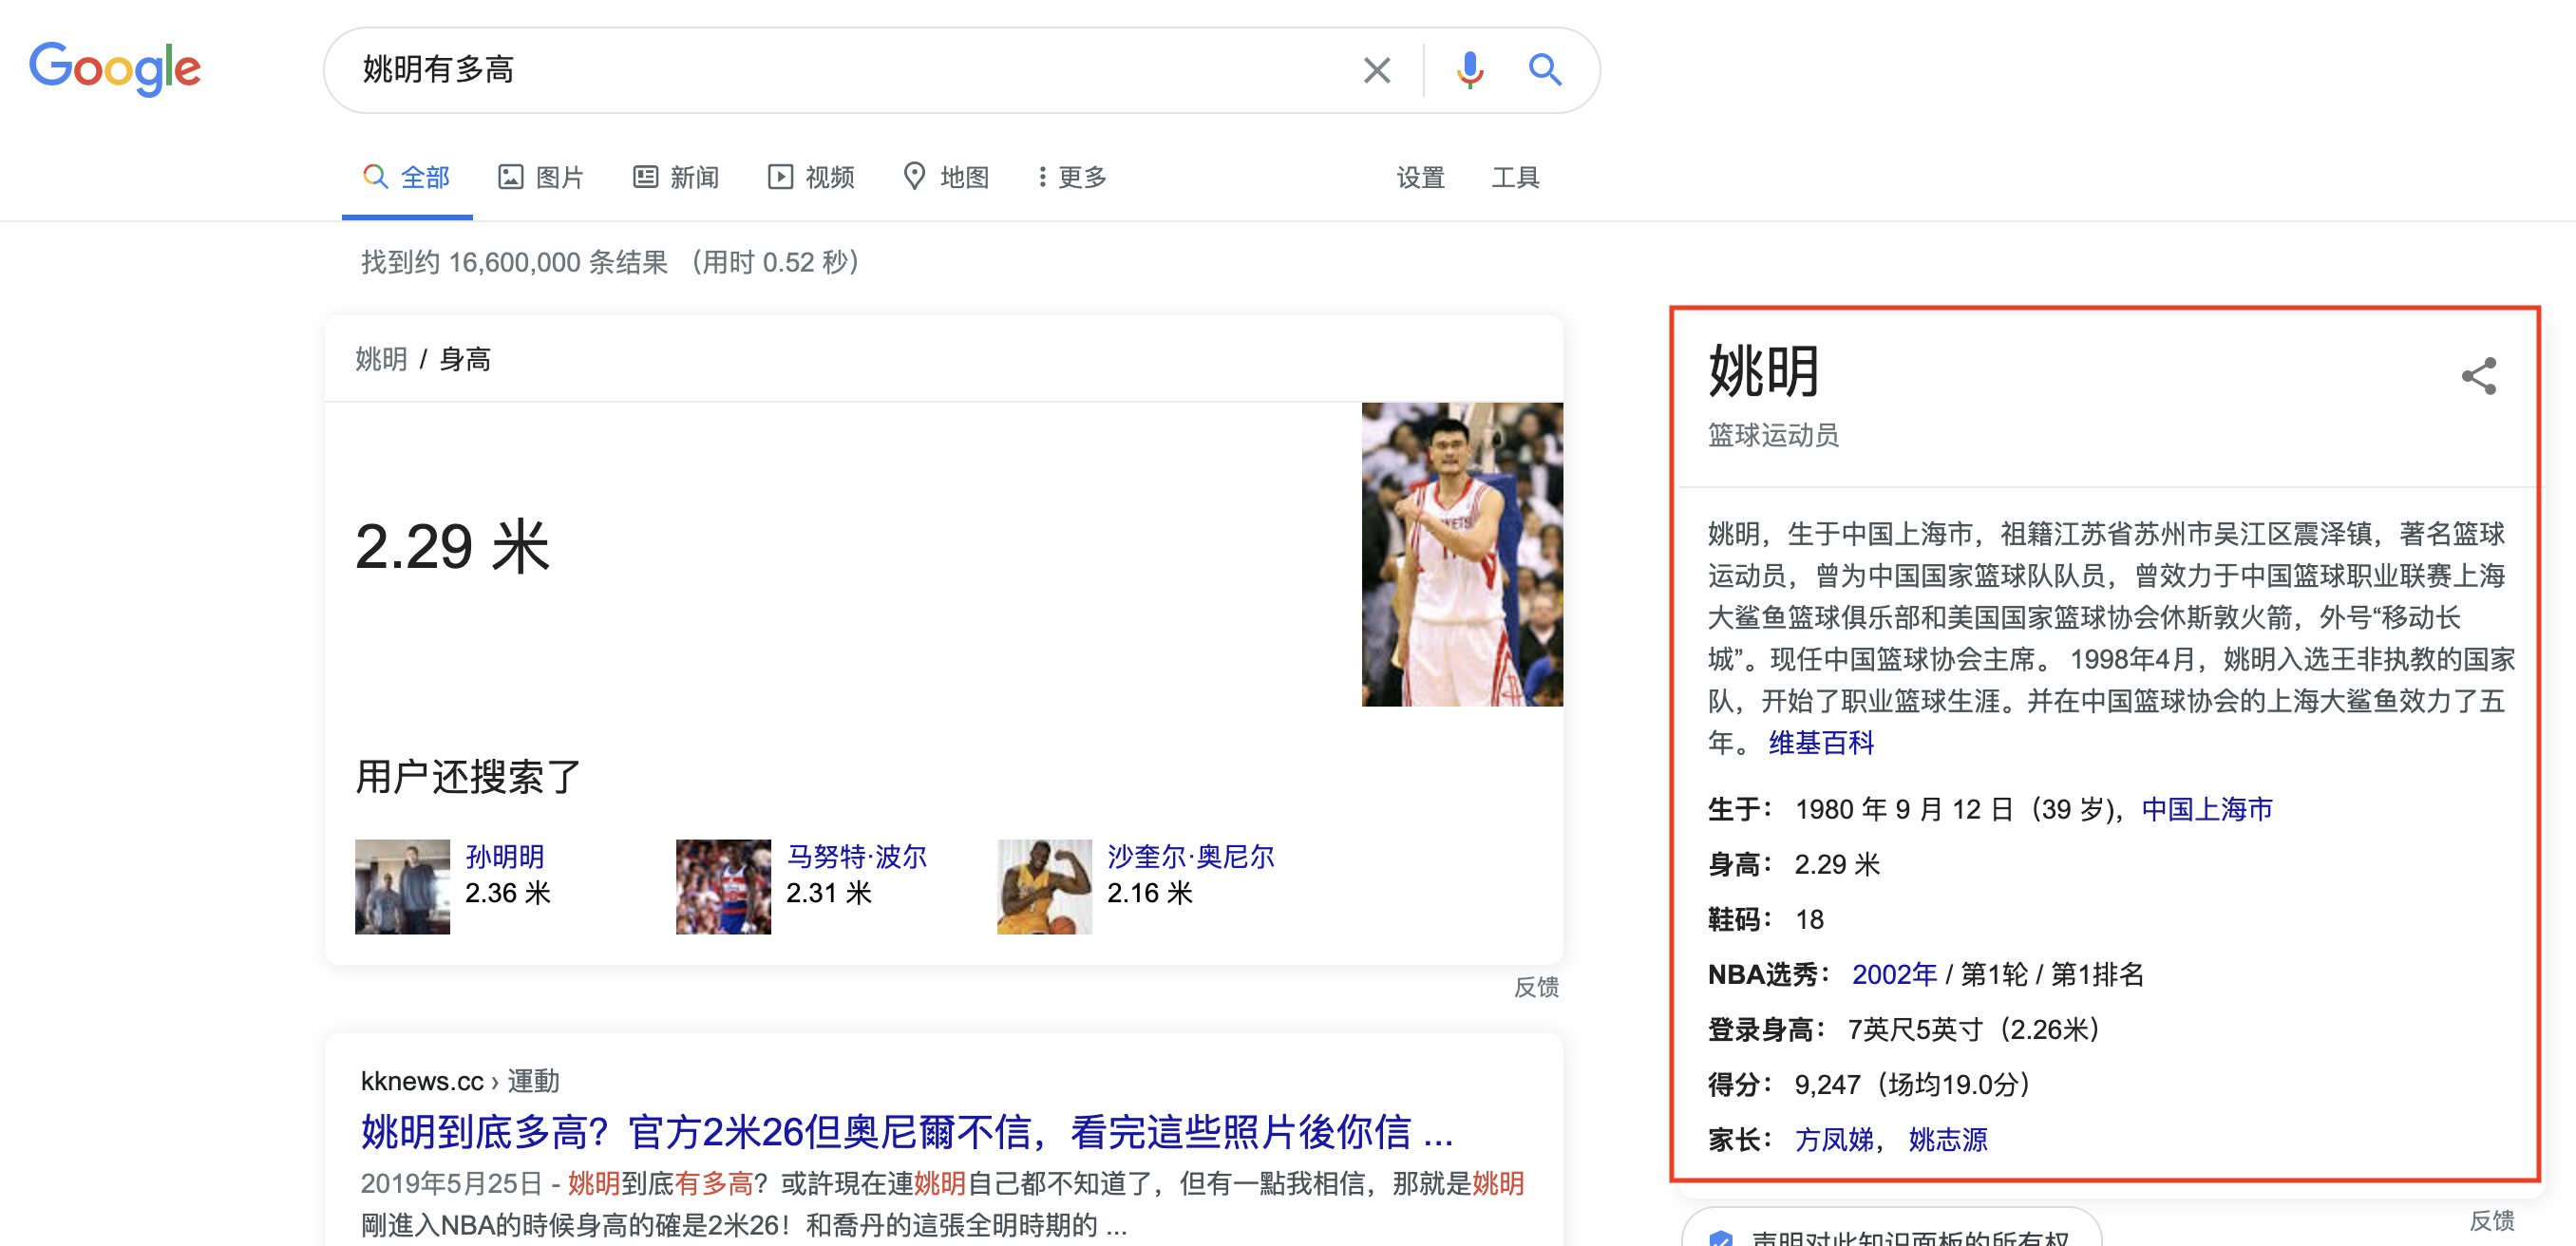 Google
姚明有多高
全部 图片 新闻 视频 地图 更多 设置 工具
找到约 16,600,000 条结果 （用时 0.52 秒）
姚明 / 身高
2.29 米
用户还搜索了
孙明明
2.36 米
马努特·波尔
2.31 米
沙奎尔·奥尼尔
2.16 米
反馈
kknews.cc › 運動
姚明到底多高？官方2米26但奧尼爾不信，看完這些照片後你信 ...
2019年5月25日 - 姚明到底有多高？或許現在連姚明自己都不知道了，但有一點我相信，那就是姚明
剛進入NBA的時候身高的確是2米26！和喬丹的這張全明時期的 ...
姚明
篮球运动员
姚明，生于中国上海市，祖籍江苏省苏州市吴江区震泽镇，著名篮球
运动员，曾为中国国家篮球队队员，曾效力于中国篮球职业联赛上海
大鲨鱼篮球俱乐部和美国国家篮球协会休斯敦火箭，外号“移动长
城”。现任中国篮球协会主席。 1998年4月，姚明入选王非执教的国家
队，开始了职业篮球生涯。并在中国篮球协会的上海大鲨鱼效力了五
年。 维基百科
生于： 1980 年 9 月 12 日（39 岁)，中国上海市
身高： 2.29 米
鞋码： 18
NBA选秀： 2002年 / 第1轮 / 第1排名
登录身高： 7英尺5英寸（2.26米）
得分： 9,247（场均19.0分）
家长： 方凤娣， 姚志源
反馈
声明对此知识面板的所有权